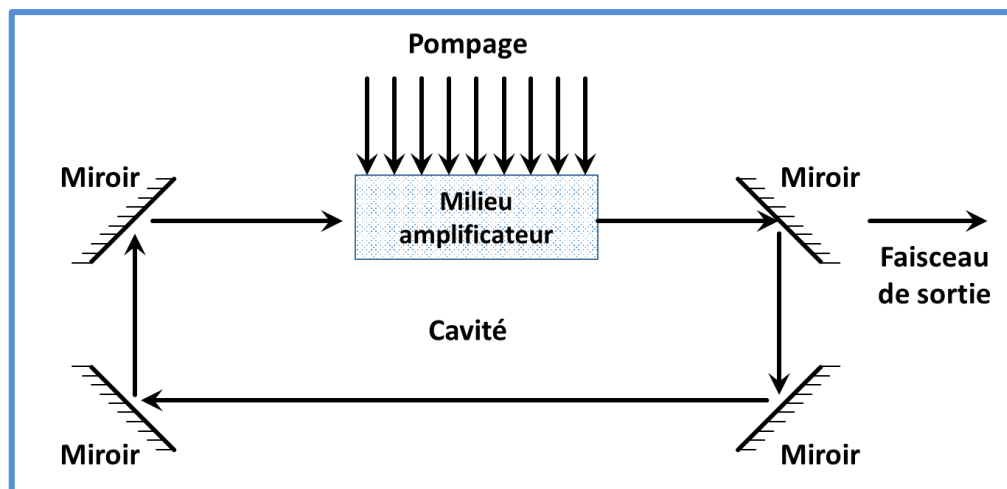 Pompage
Miroir
Miroir
Milieu
amplificateur
Faisceau
de sortie
Cavité
Miroir
Miroir